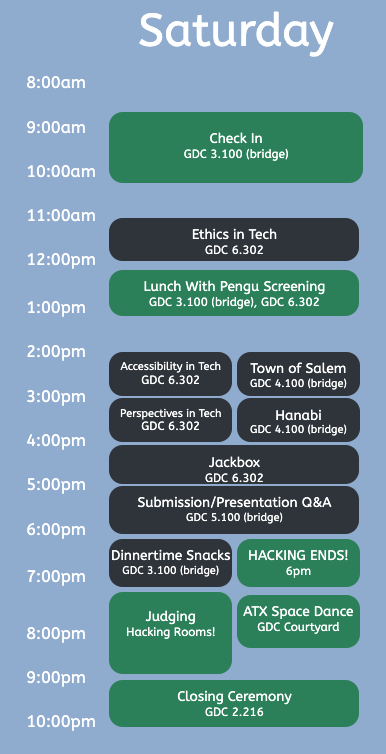 Saturday
8:00am
9:00am
Check In
GDC 3.100 (bridge)
10:00am
11:00am
Ethics in Tech
GDC 6.302
12:00pm
Lunch With Pengu Screening
GDC 3.100 (bridge), GDC 6.302
1:00pm
2:00pm
Accessibility in Tech
GDC 6.302
Town of Salem
GDC 4.100 (bridge)
3:00pm
Perspectives in Tech
GDC 6.302
Hanabi
GDC 4.100 (bridge)
4:00pm
Jackbox
GDC 6.302
5:00pm
Submission/Presentation Q&A
GDC 5.100 (bridge)
6:00pm
Dinnertime Snacks
GDC 3.100 (bridge)
HACKING ENDS!
6pm
7:00pm
Judging
Hacking Rooms!
ATX Space Dance
GDC Courtyard
8:00pm
9:00pm
Closing Ceremony
GDC 2.216
10:00pm